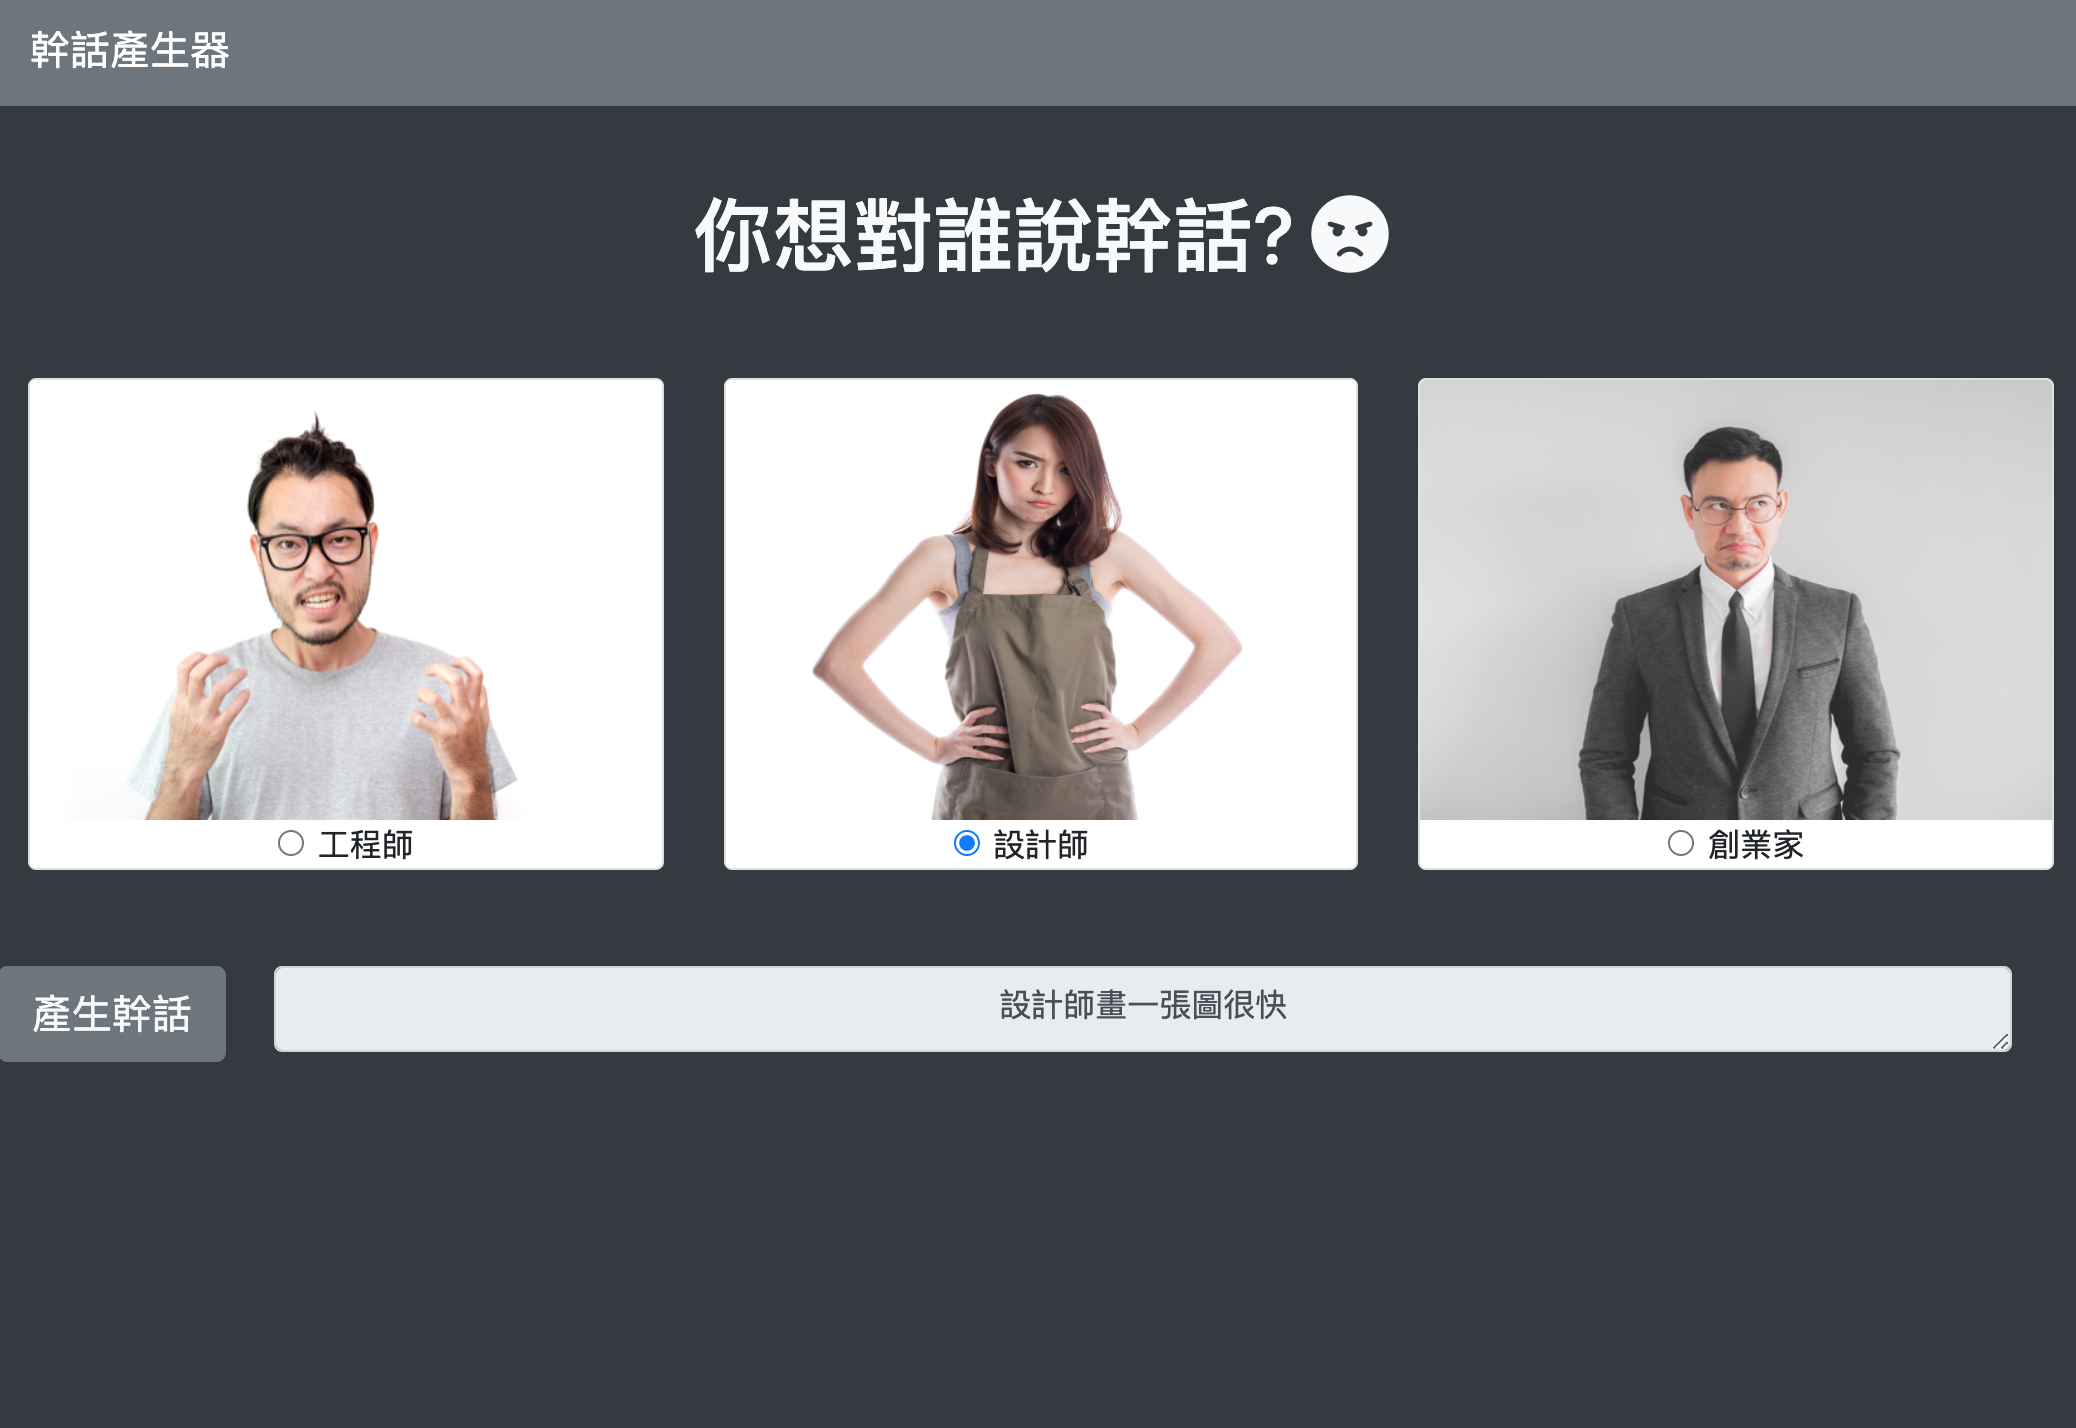 幹話產生器
你想對誰說幹話?
工程師
設計師
創業家
產生幹話
設計師畫一張圖很快